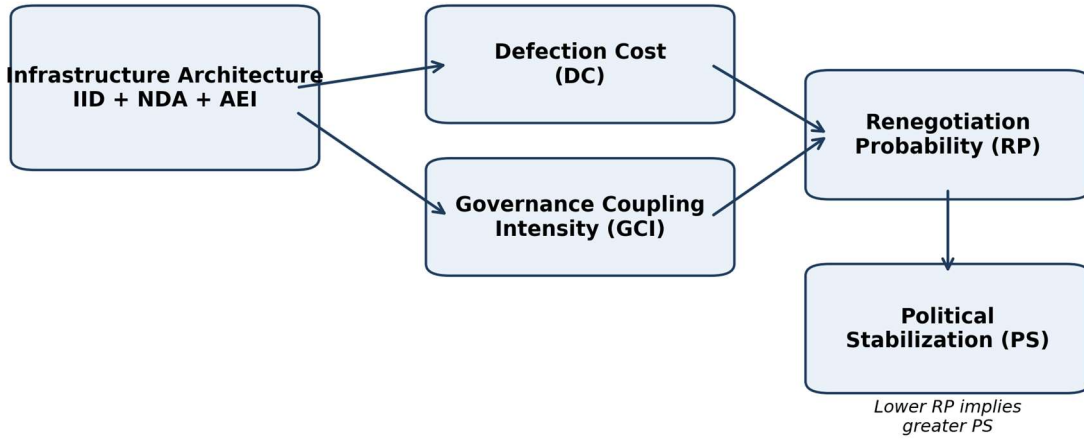 Infrastructure Architecture
IID + NDA + AEI
Defection Cost
(DC)
Governance Coupling
Intensity (GCI)
Renegotiation
Probability (RP)
Political
Stabilization (PS)
Lower RP implies
greater PS